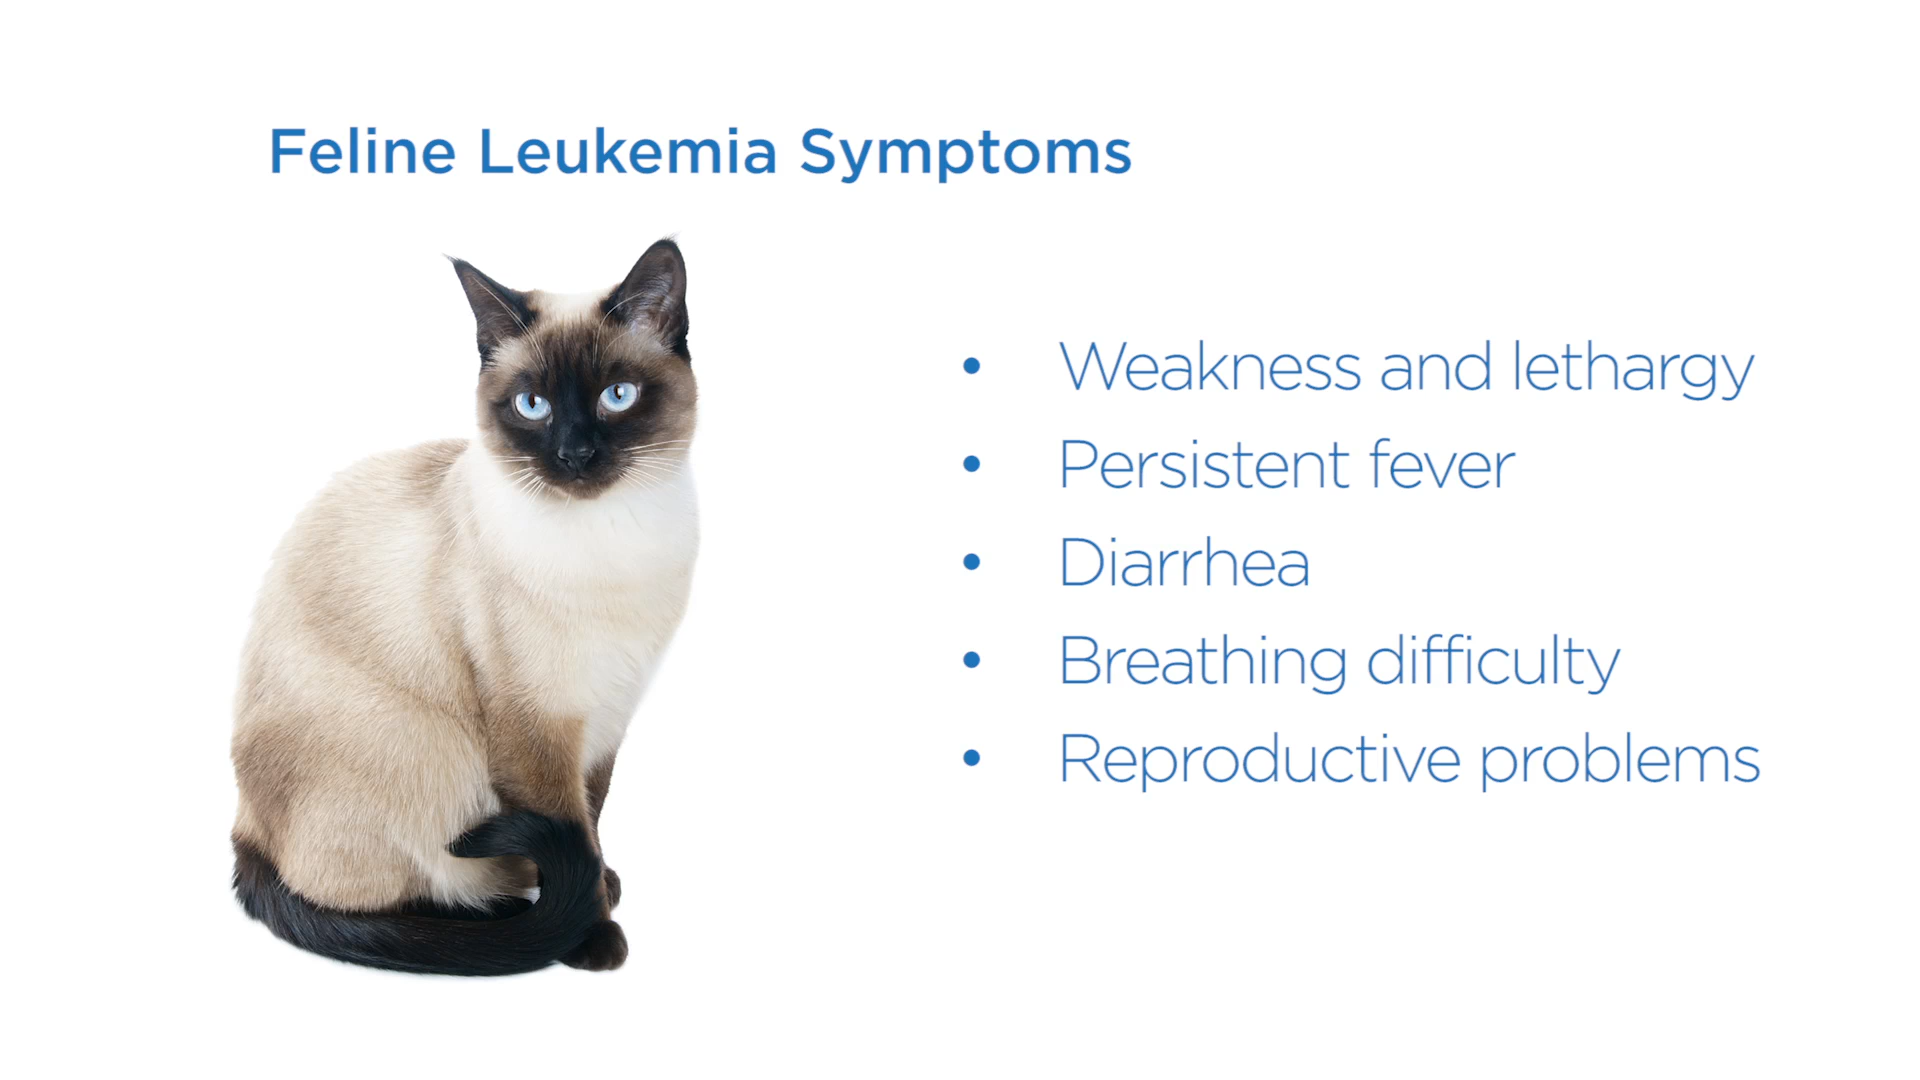 Feline Leukemia Symptoms
• Weakness and lethargy
• Persistent fever
• Diarrhea
• Breathing difficulty
• Reproductive problems